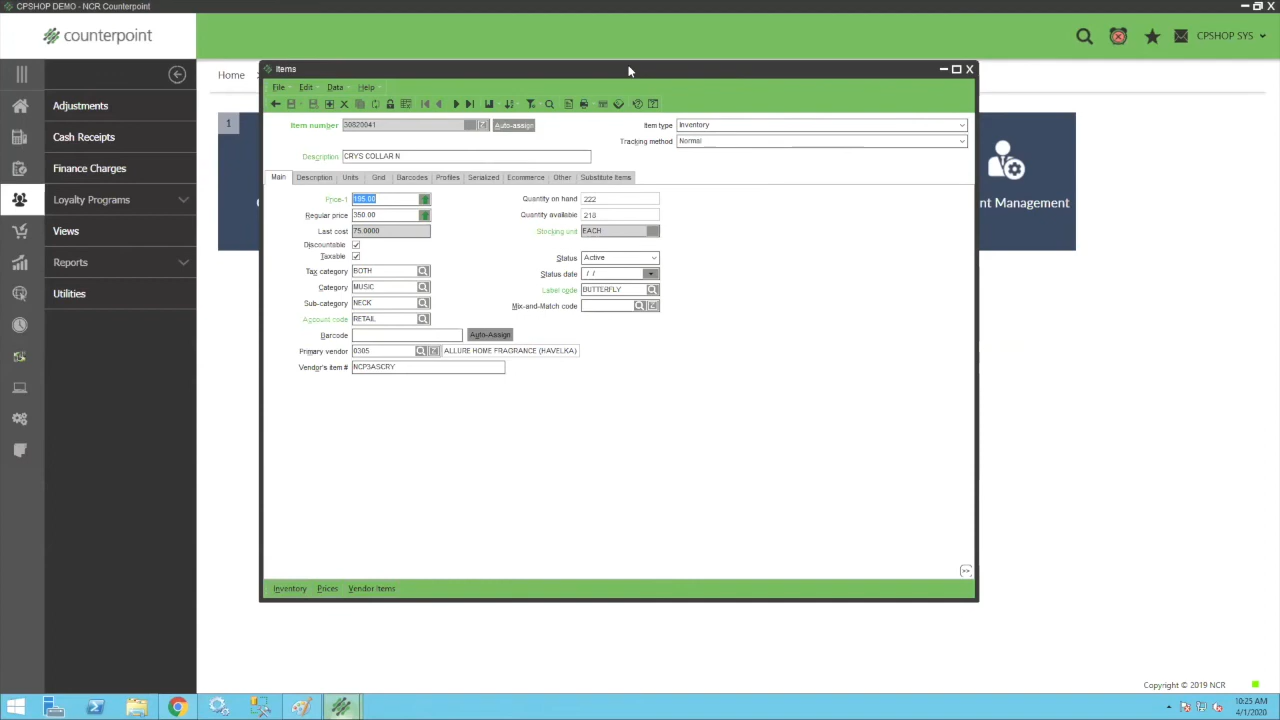 CPSHOP DEMO - NCR Counterpoint
counterpoint
CPSHOP SYS
Home
Adjustments
Cash Receipts
Finance Charges
Loyalty Programs
Views
Reports
Utilities
1
ent Management
Items
File Edit Data Help
Item number 30820041 Auto-assign
Item type Inventory
Tracking method Normal
Description CRYS COLLAR N
Main Description Units Grid Barcodes Profiles Serialized Ecommerce Other Substitute Items
Price-1 195.00
Quantity on hand 222
Regular price 350.00
Quantity available 218
Last cost 75.0000
Stocking unit EACH
Discountable
Taxable
Status Active
Tax category BOTH
Status date / /
Category MUSIC
Label code BUTTERFLY
Sub-category NECK
Mix-and-Match code
Account code RETAIL
Barcode Auto-Assign
Primary vendor 0305 ALLURE HOME FRAGRANCE (HAVELKA)
Vendor's item # NCP3ASCRY
>>
Inventory Prices Vendor Items
Copyright © 2019 NCR
10:25 AM
4/1/2020